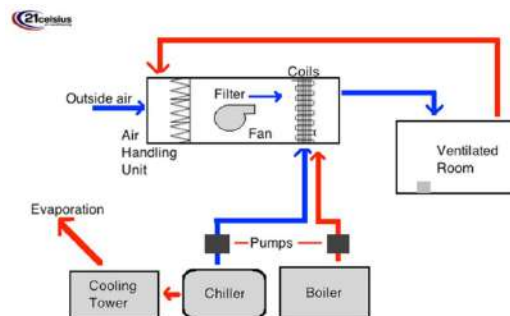 21celsius
Coils
Outside air
Filter
Air
Handling
Unit
Fan
Ventilated
Room
Evaporation
Pumps
Cooling
Tower
Chiller
Boiler